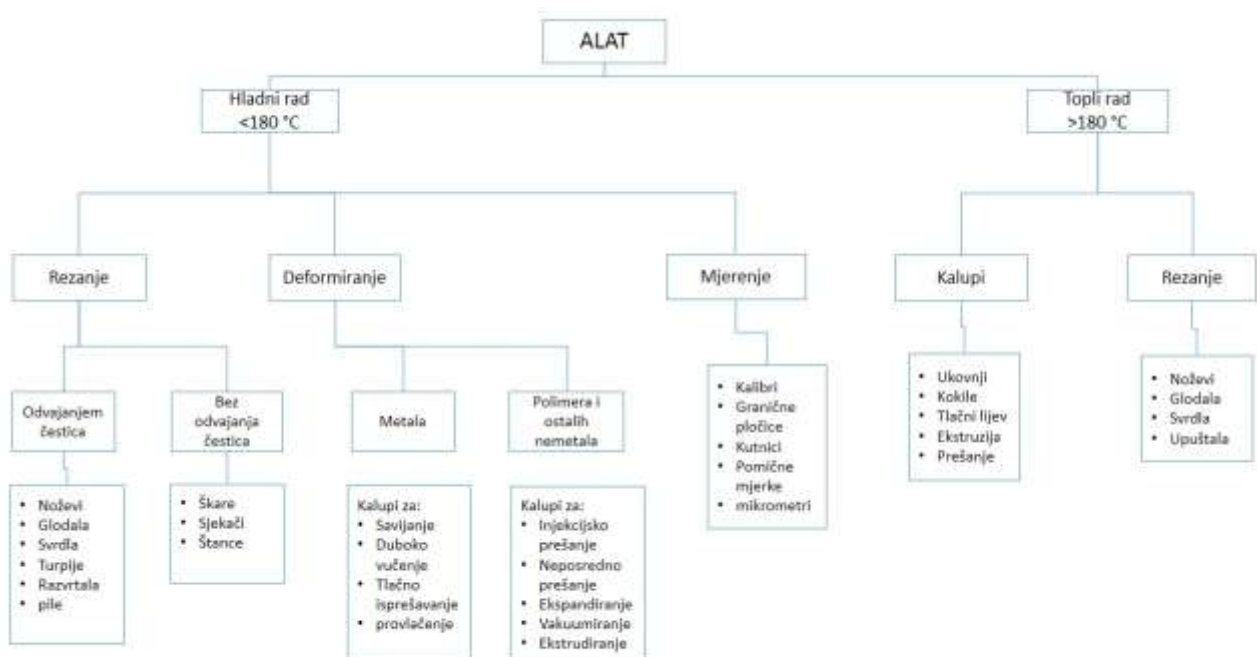 ALAT
Hladni rad
<180 °C
Topli rad
>180 °C
Rezanje
Deformiranje
Mjerenje
Kalupi
Rezanje
Odvajanjem
čestica
Bez
odvajanja
čestica
Metala
Polimera i
ostalih
nemetala
• Kalibri
• Granične
pločice
• Kutnici
• Pomične
mjerke
• mikrometri
• Ukovnji
• Kokile
• Tlačni lijev
• Ekstruzija
• Prešanje
• Noževi
• Glodala
• Svrdla
• Upuštala
• Noževi
• Glodala
• Svrdla
• Turpije
• Razvrtala
• pile
• Škare
• Sjekači
• Štance
Kalupi za:
• Savijanje
• Duboko
vučenje
• Tlačno
isprešavanje
• provlačenje
Kalupi za:
• Injekcijsko
prešanje
• Neposredno
prešanje
• Ekspandiranje
• Vakuumiranje
• Ekstrudiranje